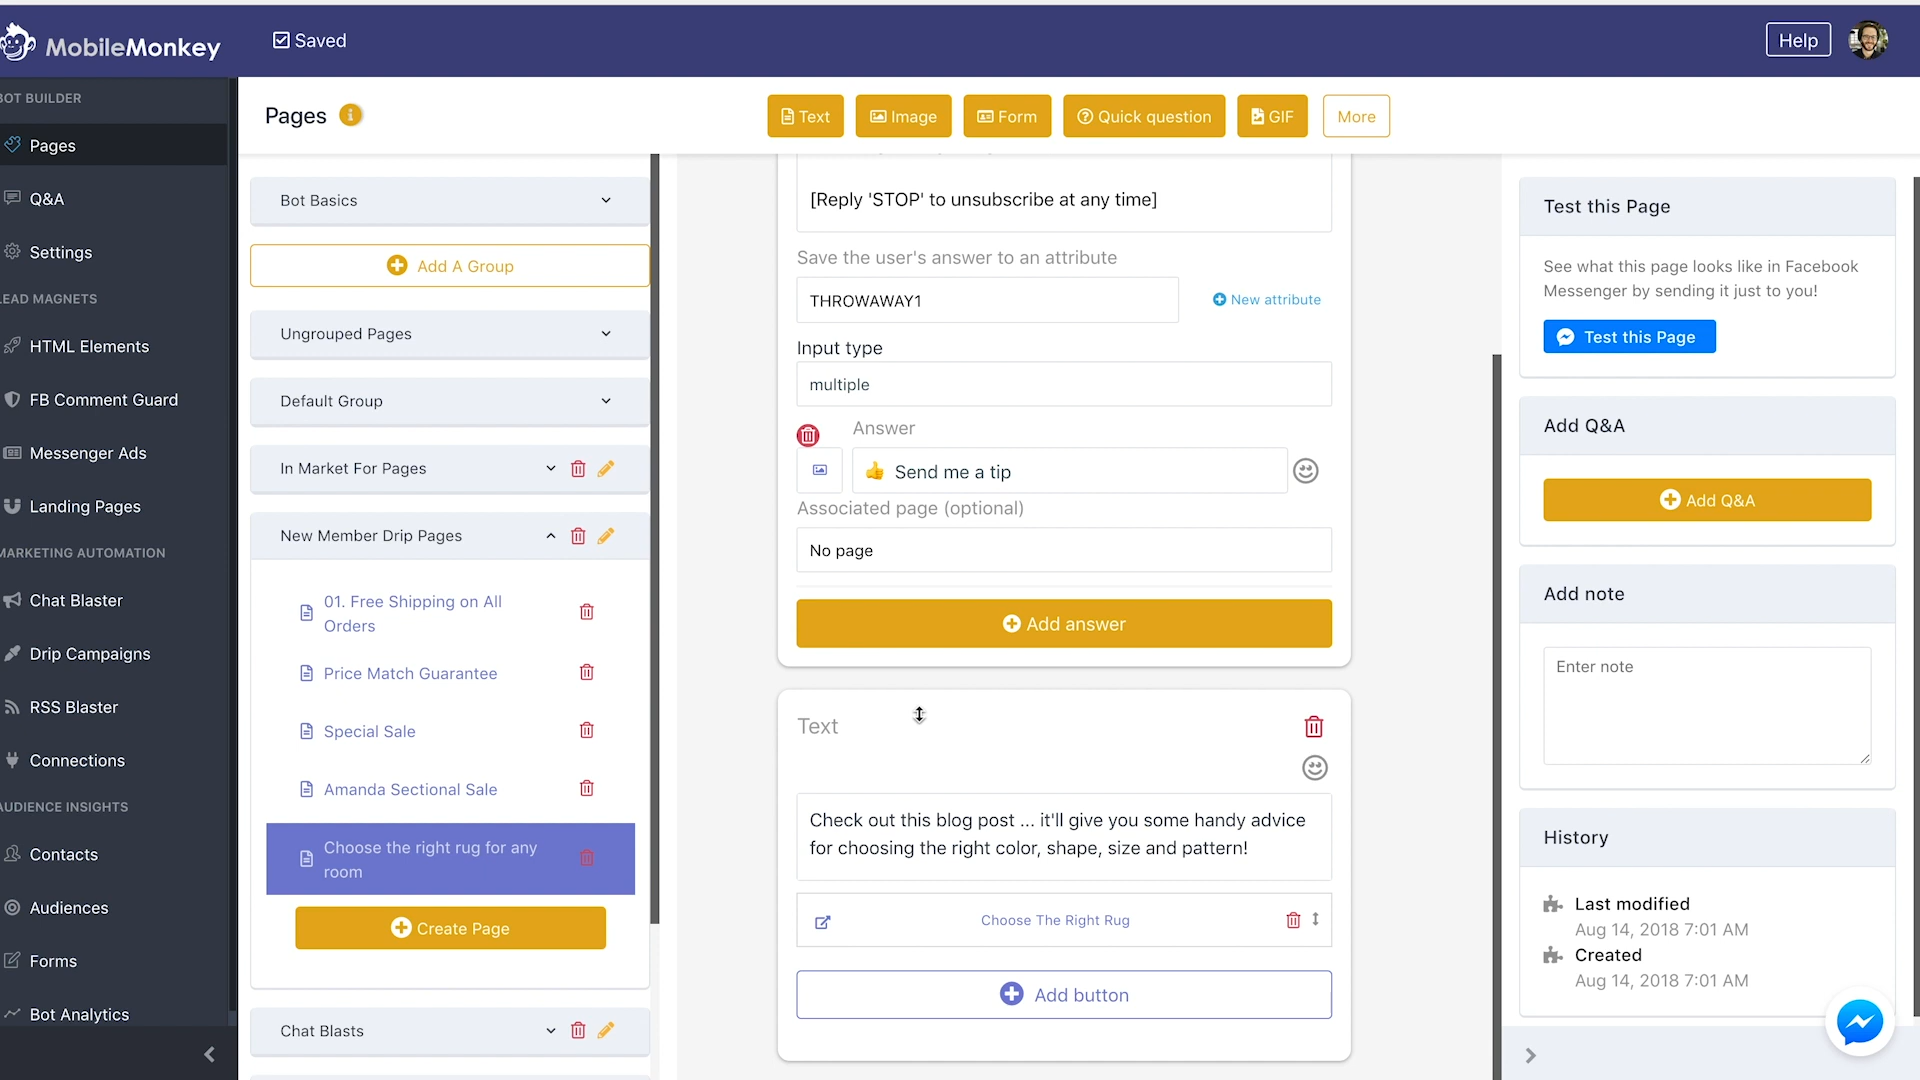 MobileMonkey
Saved
Help
BOT BUILDER
Pages
Q&A
Settings
LEAD MAGNETS
HTML Elements
FB Comment Guard
Messenger Ads
Landing Pages
MARKETING AUTOMATION
Chat Blaster
Drip Campaigns
RSS Blaster
Connections
AUDIENCE INSIGHTS
Contacts
Audiences
Forms
Bot Analytics
Pages
Text
Image
Form
Quick question
GIF
More
Bot Basics
Add A Group
Ungrouped Pages
Default Group
In Market For Pages
New Member Drip Pages
01. Free Shipping on All
Orders
Price Match Guarantee
Special Sale
Amanda Sectional Sale
Choose the right rug for any
room
Create Page
Chat Blasts
[Reply 'STOP' to unsubscribe at any time]
Save the user's answer to an attribute
THROWAWAY1
New attribute
Input type
multiple
Answer
👍 Send me a tip
Associated page (optional)
No page
Add answer
Text
Check out this blog post ... it'll give you some handy advice
for choosing the right color, shape, size and pattern!
Choose The Right Rug
Add button
Test this Page
See what this page looks like in Facebook
Messenger by sending it just to you!
Test this Page
Add Q&A
Add Q&A
Add note
Enter note
History
Last modified
Aug 14, 2018 7:01 AM
Created
Aug 14, 2018 7:01 AM